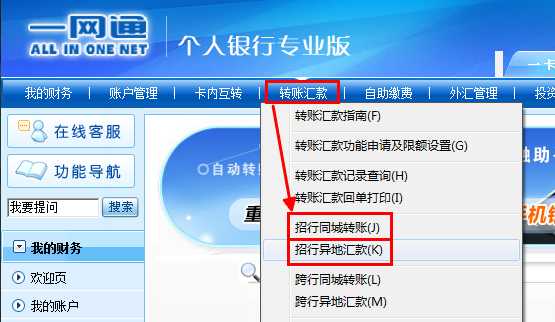 一网通
ALL IN ONE NET
个人银行专业版
一卡
我的财务 账户管理 卡内互转 转账汇款 自助缴费 外汇管理 投资
在线客服
功能导航
我要提问 搜索
我的财务
欢迎页
我的账户
自动转
重
转账汇款指南(F)
转账汇款功能申请及限额设置(G)
转账汇款记录查询(H)
转账汇款回单打印(I)
招行同城转账(J)
招行异地汇款(K)
跨行同城转账(L)
跨行异地汇款(M)
融助
手机银